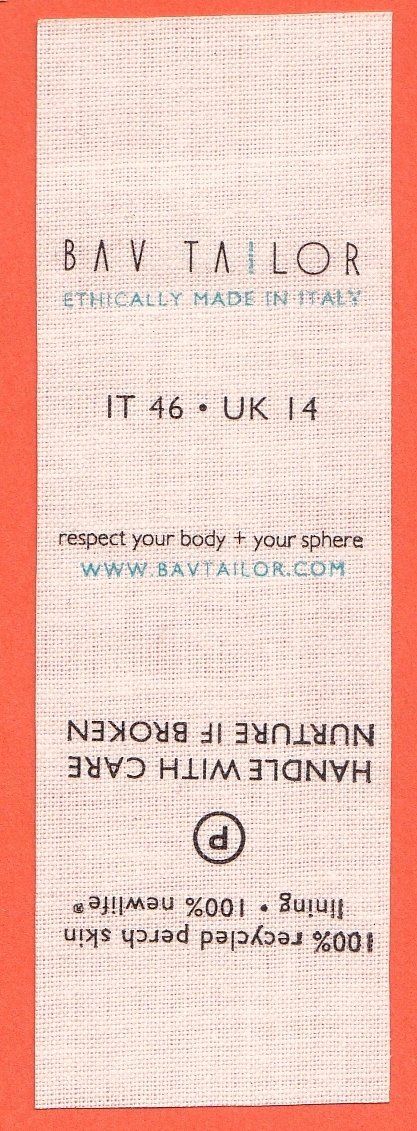 BAV TAILOR
ETHICALLY MADE IN ITALY
IT 46 • UK 14
respect your body + your sphere
WWW.BAVTAILOR.COM
100% recycled perch skin
lining • 100% newlife®
P
HANDLE WITH CARE
NURTURE IF BROKEN